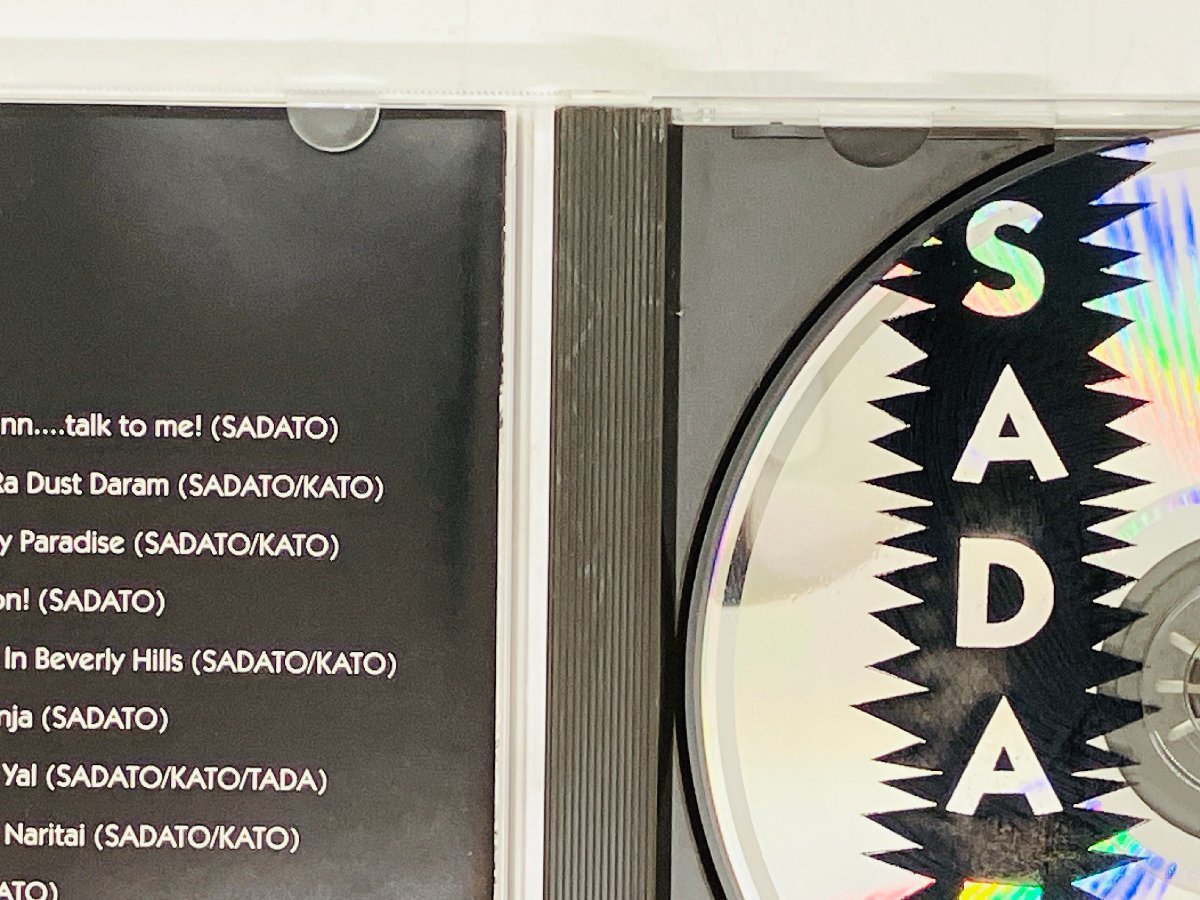 nn....talk to me! (SADATO)
Ra Dust Daram (SADATO/KATO)
y Paradise (SADATO/KATO)
on! (SADATO)
In Beverly Hills (SADATO/KATO)
nja (SADATO)
Yal (SADATO/KATO/TADA)
Naritai (SADATO/KATO)
ATO)
SADA